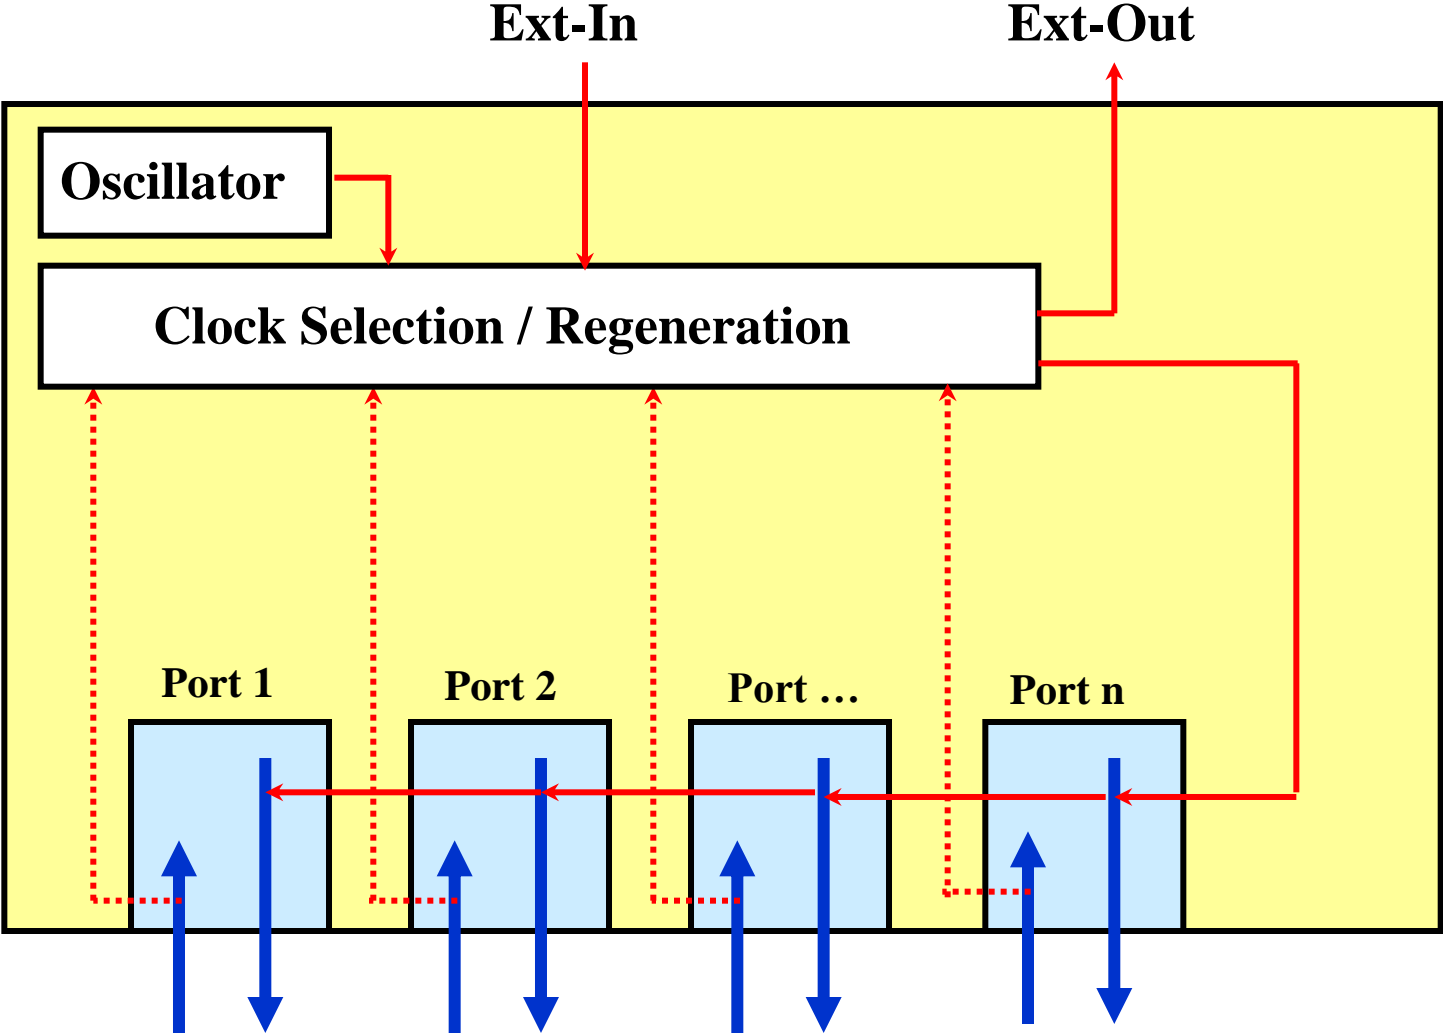 Ext-In
Ext-Out
Oscillator
Clock Selection / Regeneration
Port 1
Port 2
Port …
Port n